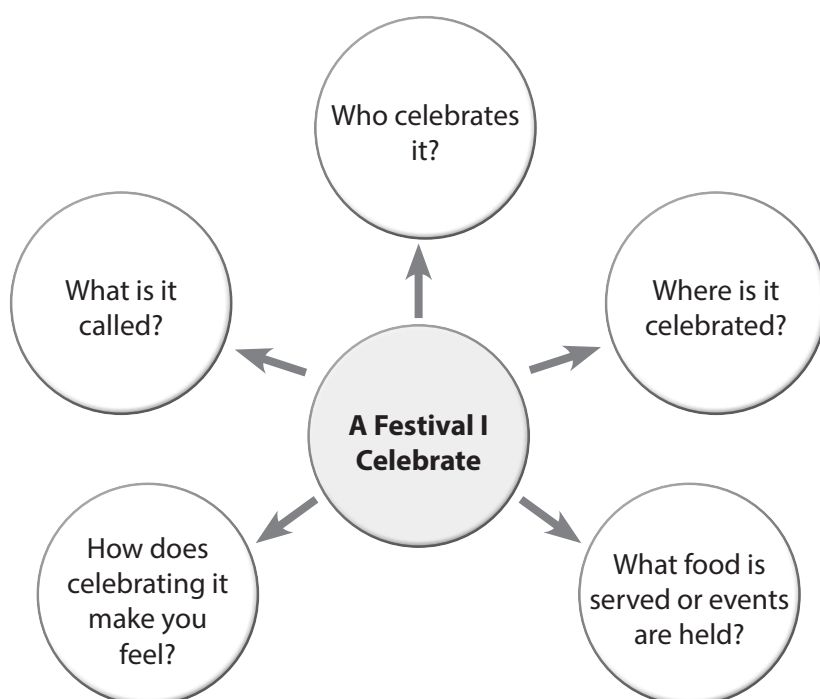 Who celebrates
it?
What is it
called?
Where is it
celebrated?
A Festival I
Celebrate
How does
celebrating it
make you
feel?
What food is
served or events
are held?